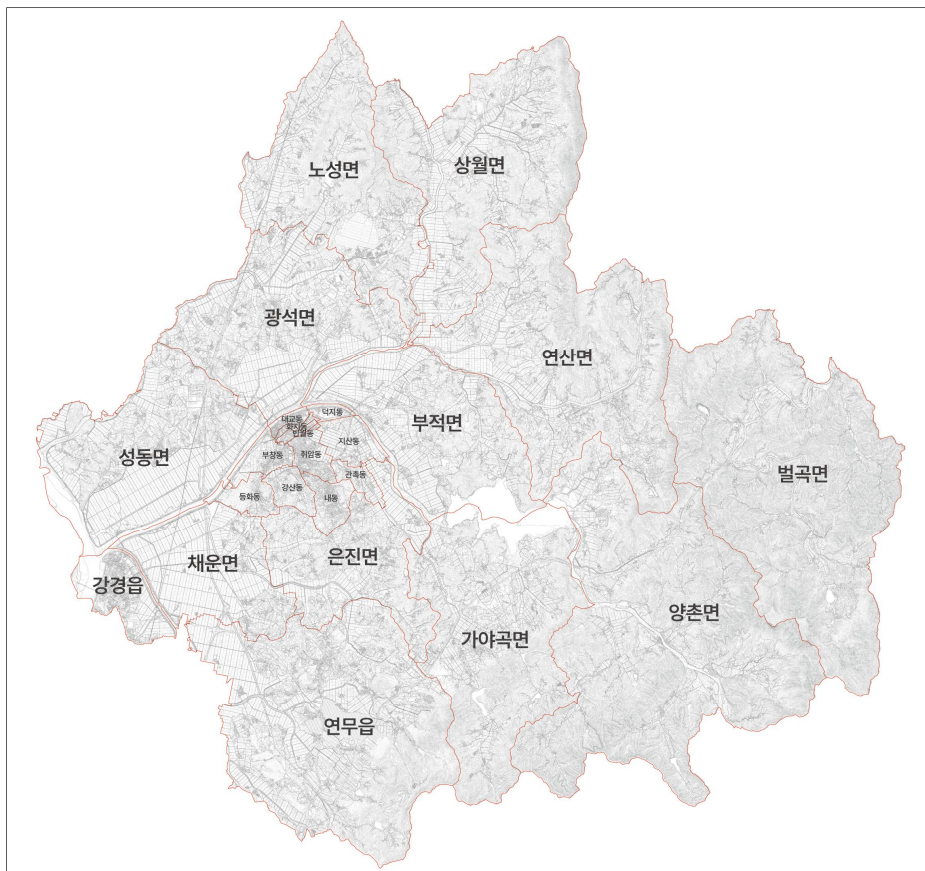 노성면
상월면
광석면
연산면
대교동
덕지동
화지동
반월동
부적면
지산동
성동면
부창동
취암동
벌곡면
관촉동
강산동
등화동
내동
채운면
은진면
강경읍
양촌면
가야곡면
연무읍